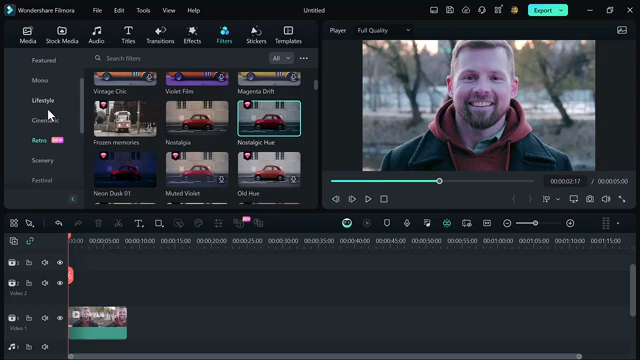 Wondershare Filmora File Edit Tools View Help Untitled Export
Media Stock Media Audio Titles Transitions Effects Filters Stickers Templates
Player Full Quality
Featured
Mono
Lifestyle
Cinematic
Retro NEW
Scenery
Festival
Search filters All
Vintage Chic Violet Film Magenta Drift
Frozen memories Nostalgia Nostalgic Hue
Neon Dusk 01 Muted Violet Old Hue
00:00:02:17 / 00:00:05:00
00:00 00:00:05:00 00:00:10:00 00:00:15:00 00:00:20:00 00:00:25:00 00:00:30:00 00:00:35:00 00:00:40:00 00:00:45:00 00:00:50:00 00:00:55:00 00:01:00:00 00:01:05:00 00:01:10:00 00:01:15:00
3
2
Video 2
1
Video 1
1